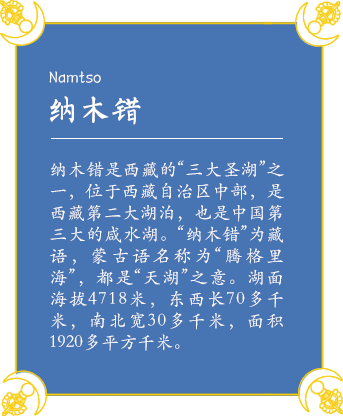 Namtso
纳木错
纳木错是西藏的“三大圣湖”之
一，位于西藏自治区中部，是
西藏第二大湖泊，也是中国第
三大的咸水湖。“纳木错”为藏
语，蒙古语名称为“腾格里
海”，都是“天湖”之意。湖面
海拔4718米，东西长70多千
米，南北宽30多千米，面积
1920多平方千米。